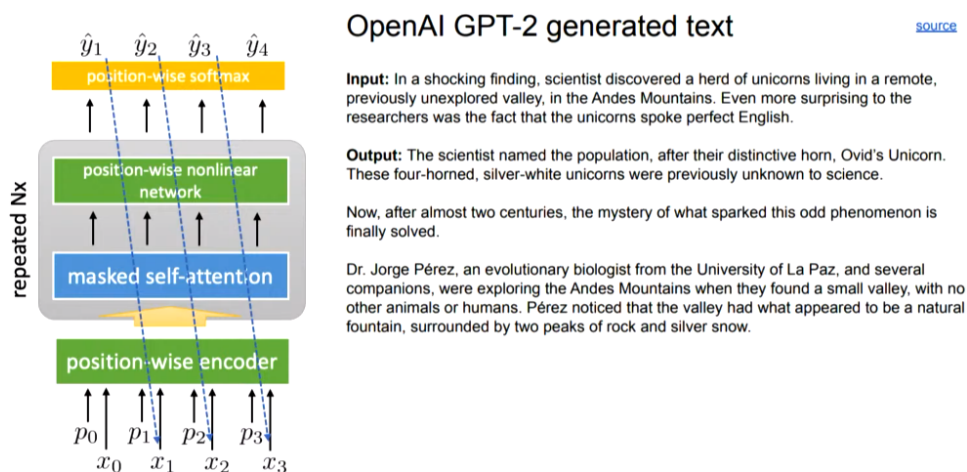 ŷ₁ ŷ₂ ŷ₃ ŷ₄
position-wise softmax
position-wise nonlinear
network
repeated Nx
masked self-attention
position-wise encoder
p₀ p₁ p₂ p₃
x₀ x₁ x₂ x₃
OpenAI GPT-2 generated text
source
Input: In a shocking finding, scientist discovered a herd of unicorns living in a remote,
previously unexplored valley, in the Andes Mountains. Even more surprising to the
researchers was the fact that the unicorns spoke perfect English.
Output: The scientist named the population, after their distinctive horn, Ovid's Unicorn.
These four-horned, silver-white unicorns were previously unknown to science.
Now, after almost two centuries, the mystery of what sparked this odd phenomenon is
finally solved.
Dr. Jorge Pérez, an evolutionary biologist from the University of La Paz, and several
companions, were exploring the Andes Mountains when they found a small valley, with no
other animals or humans. Pérez noticed that the valley had what appeared to be a natural
fountain, surrounded by two peaks of rock and silver snow.